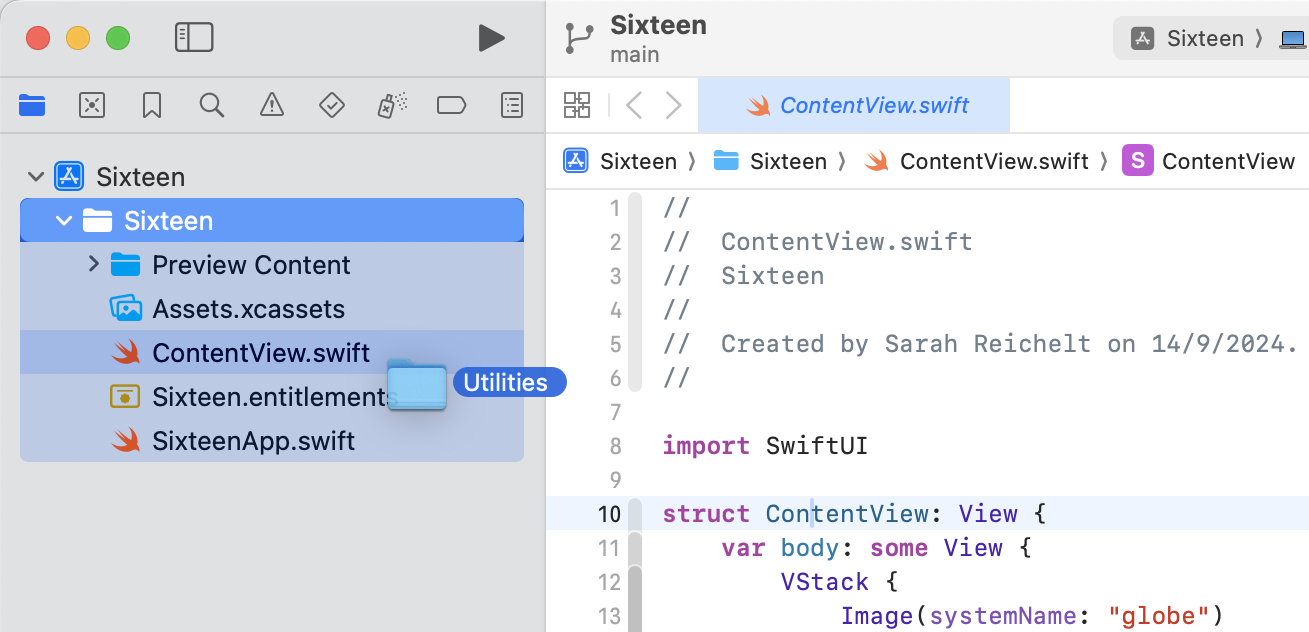 Sixteen
main
Sixteen 〉
ContentView.swift
Sixteen 〉 Sixteen 〉 ContentView.swift 〉 S ContentView
Sixteen
Sixteen
Preview Content
Assets.xcassets
ContentView.swift
Sixteen.entitlements
SixteenApp.swift
Utilities
1 //
2 //  ContentView.swift
3 //  Sixteen
4 //
5 //  Created by Sarah Reichelt on 14/9/2024.
6 //
7
8 import SwiftUI
9
10 struct ContentView: View {
11     var body: some View {
12         VStack {
13             Image(systemName: "globe")